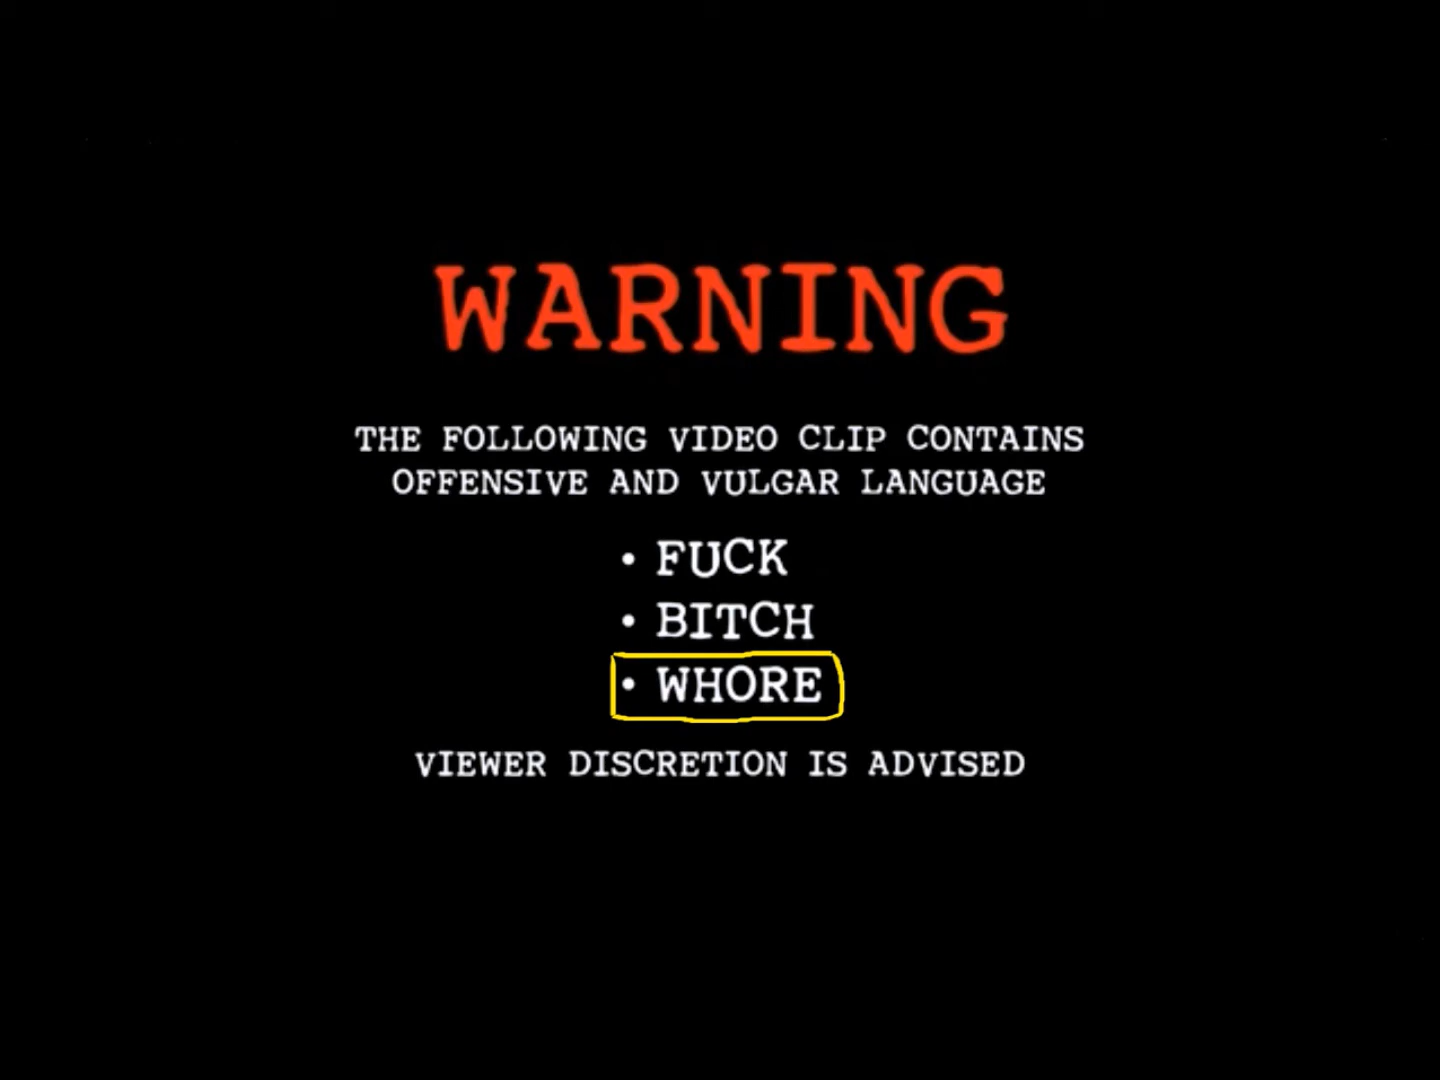 WARNING
THE FOLLOWING VIDEO CLIP CONTAINS
OFFENSIVE AND VULGAR LANGUAGE
• FUCK
• BITCH
• WHORE
VIEWER DISCRETION IS ADVISED